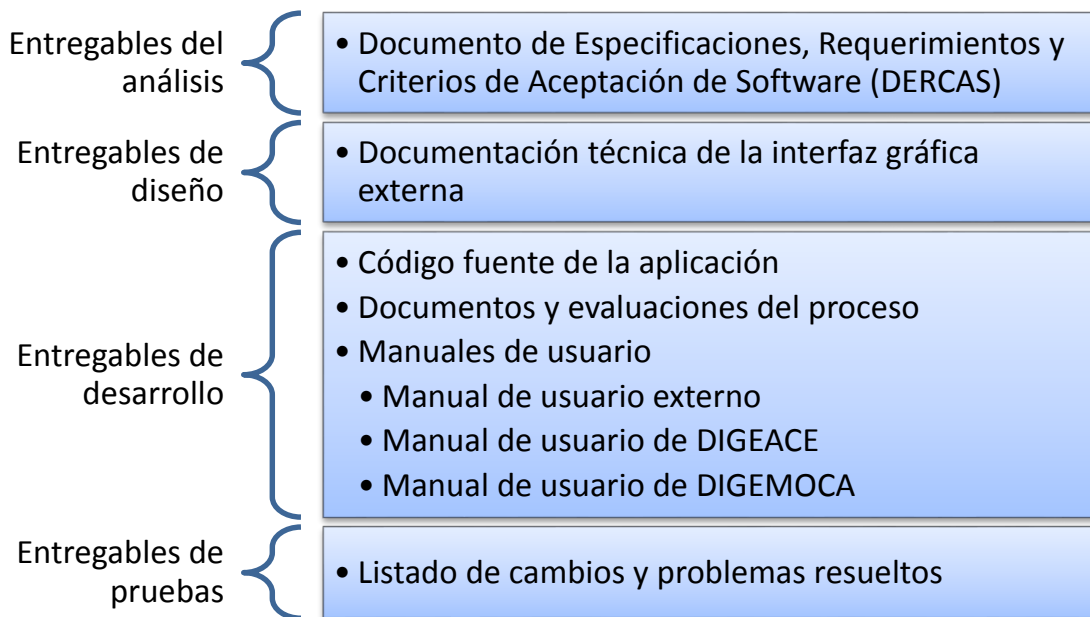 Entregables del
análisis
• Documento de Especificaciones, Requerimientos y
Criterios de Aceptación de Software (DERCAS)
Entregables de
diseño
• Documentación técnica de la interfaz gráfica
externa
Entregables de
desarrollo
• Código fuente de la aplicación
• Documentos y evaluaciones del proceso
• Manuales de usuario
• Manual de usuario externo
• Manual de usuario de DIGEACE
• Manual de usuario de DIGEMOCA
Entregables de
pruebas
• Listado de cambios y problemas resueltos